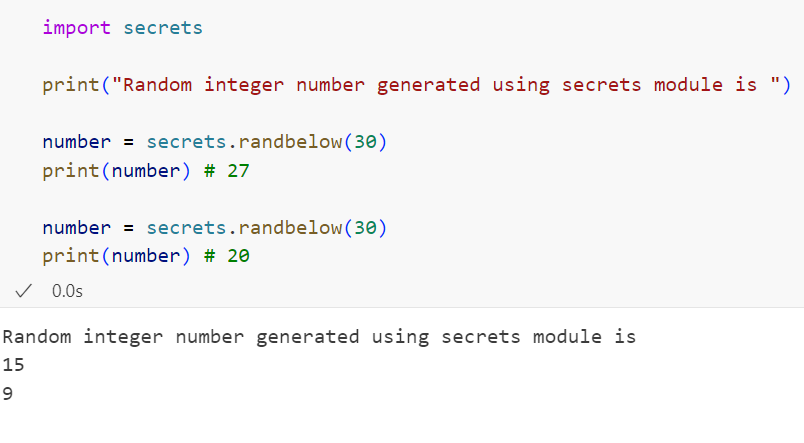 import secrets
print("Random integer number generated using secrets module is ")
number = secrets.randbelow(30)
print(number) # 27
number = secrets.randbelow(30)
print(number) # 20
✓ 0.0s
Random integer number generated using secrets module is
15
9